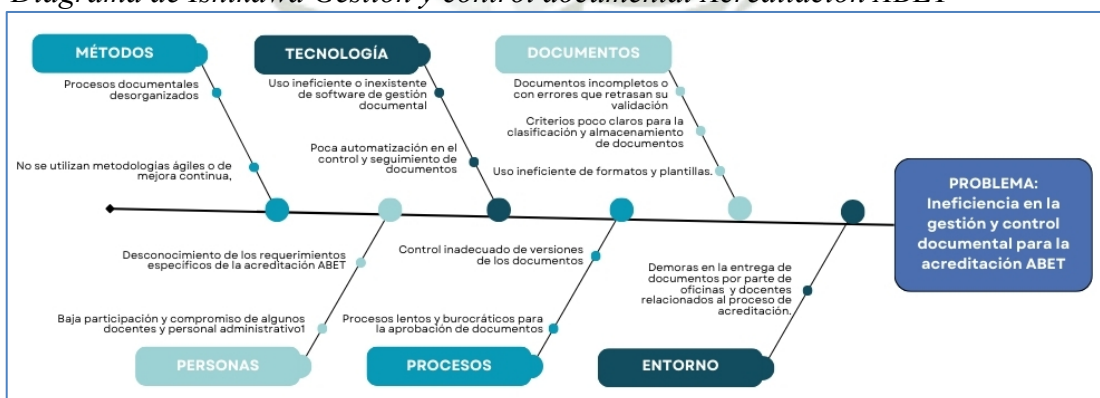 Diagrama de Ishikawa Gestión y control documental Acreditación ABET
MÉTODOS
Procesos documentales
desorganizados
No se utilizan metodologías ágiles o de
mejora continua,
TECNOLOGÍA
Uso ineficiente o inexistente
de software de gestión
documental
Poca automatización en el
control y seguimiento de
documentos
DOCUMENTOS
Documentos incompletos o
con errores que retrasan su
validación
Criterios poco claros para la
clasificación y almacenamiento
de documentos
Uso ineficiente de formatos y plantillas.
PROBLEMA:
Ineficiencia en la
gestión y control
documental para la
acreditación ABET
Desconocimiento de los requerimientos
específicos de la acreditación ABET
Baja participación y compromiso de algunos
docentes y personal administrativo1
PERSONAS
Control inadecuado de versiones
de los documentos
Procesos lentos y burocráticos para
la aprobación de documentos
PROCESOS
Demoras en la entrega de
documentos por parte de
oficinas y docentes
relacionados al proceso de
acreditación.
ENTORNO